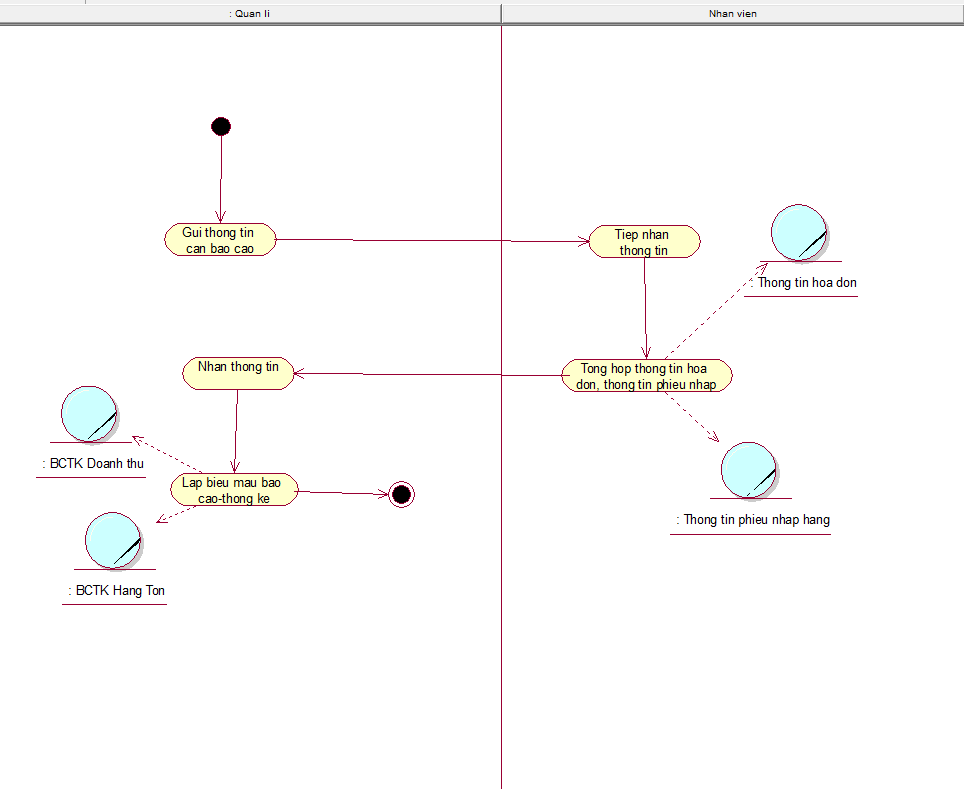 : Quan li
Nhan vien
Gui thong tin
can bao cao
Tiep nhan
thong tin
: Thong tin hoa don
Nhan thong tin
Tong hop thong tin hoa
don, thong tin phieu nhap
: BCTK Doanh thu
Lap bieu mau bao
cao-thong ke
: Thong tin phieu nhap hang
: BCTK Hang Ton